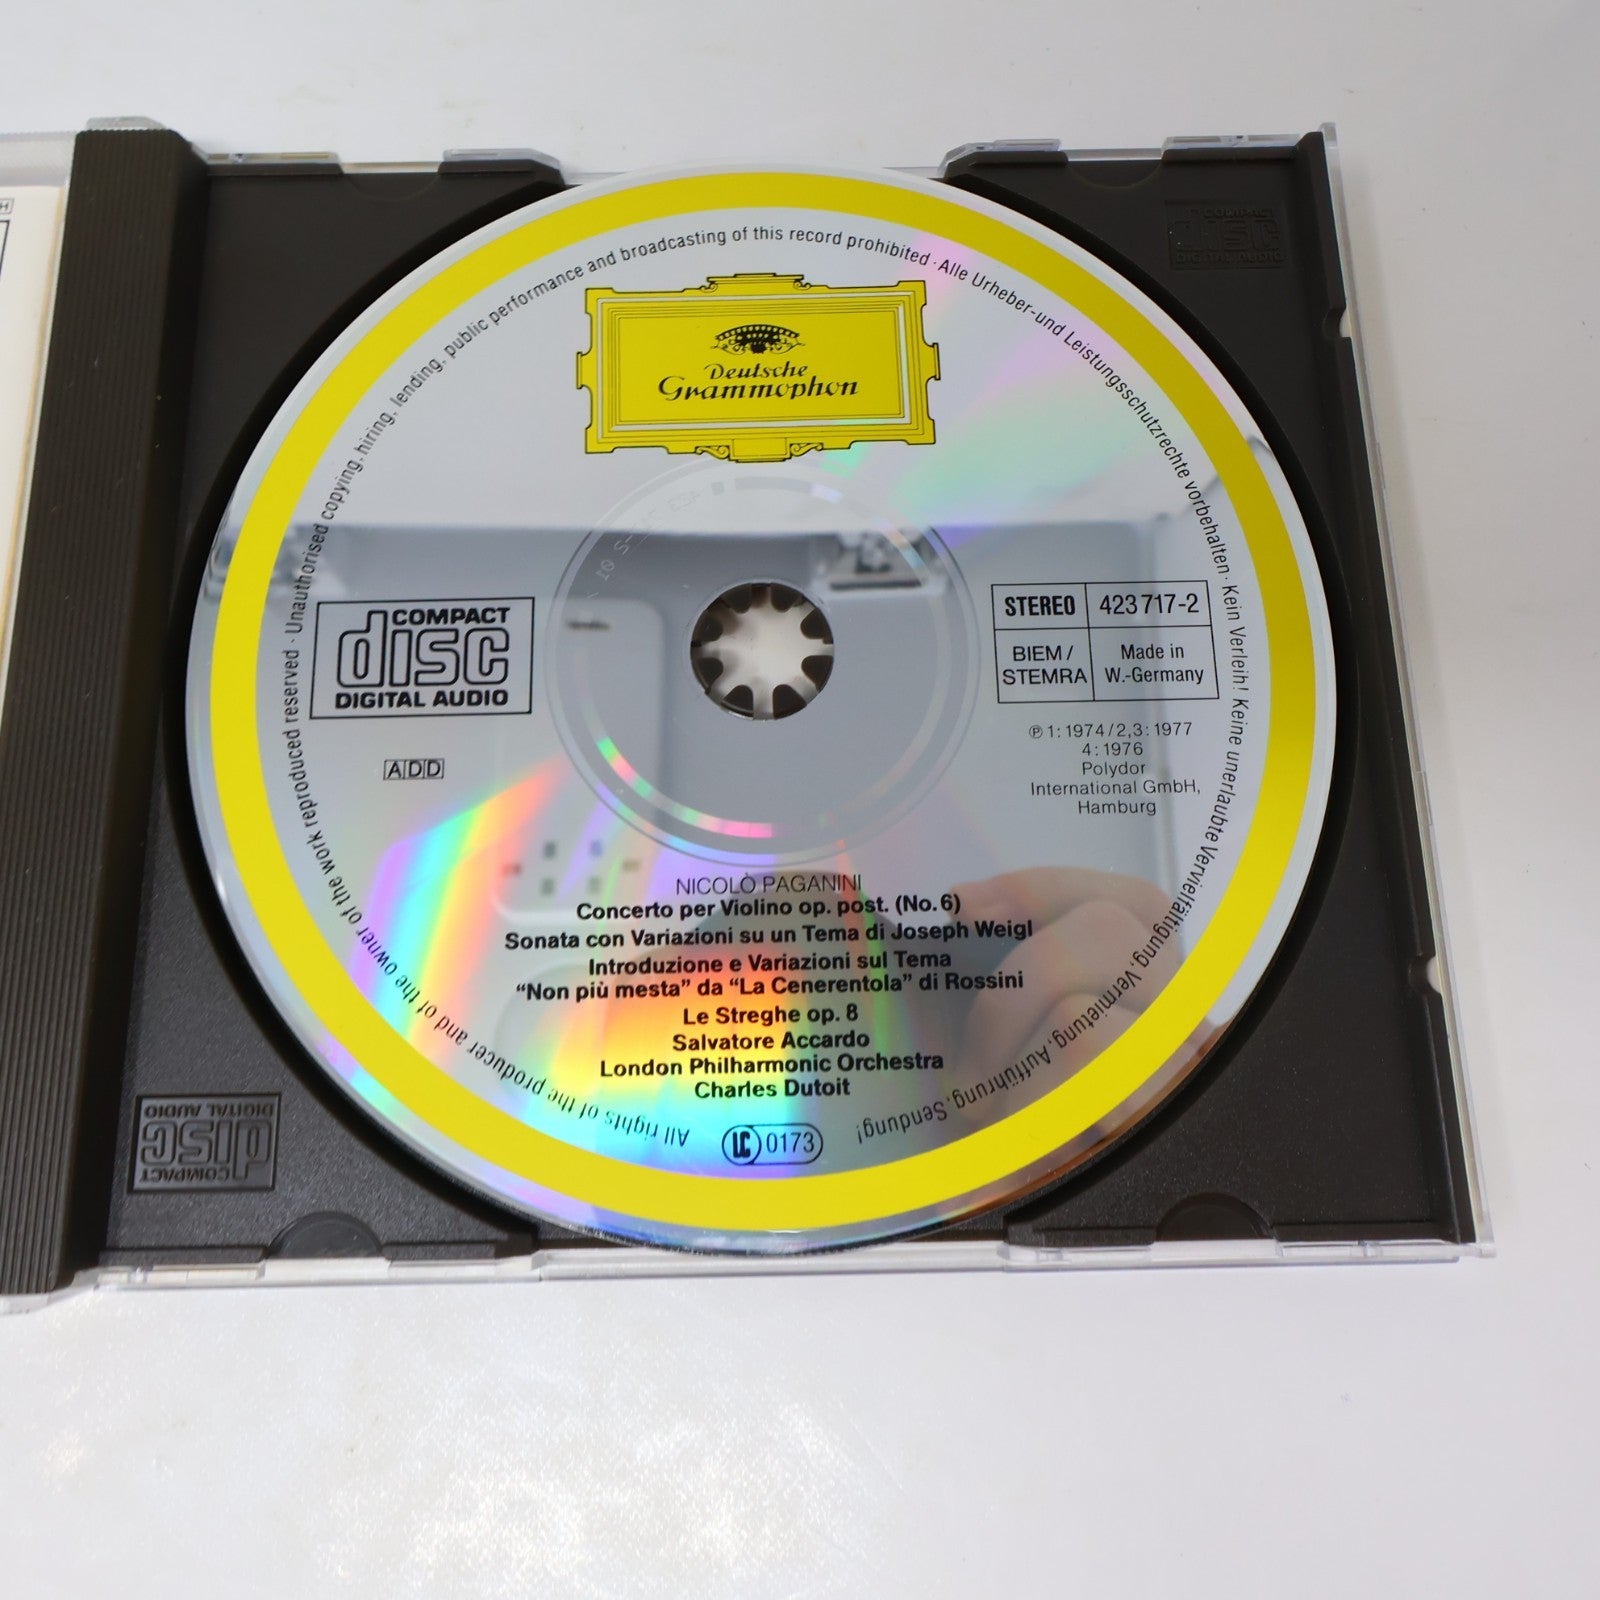 Unauthorised copying, hiring, lending, public performance and broadcasting of this record prohibited · Alle Urheber-und Leistungsschutzrechte vorbehalten · Kein Verleih! Keine unerlaubte Vervielfältigung, Vermietung, Aufführung, Sendung!
All rights of the producer and of the owner of the work reproduced reserved ·
Deutsche
Grammophon
COMPACT
disc
DIGITAL AUDIO
ADD
STEREO 423 717-2
BIEM / Made in
STEMRA W.-Germany
℗ 1: 1974 / 2,3: 1977
4: 1976
Polydor
International GmbH,
Hamburg
NICOLÒ PAGANINI
Concerto per Violino op. post. (No. 6)
Sonata con Variazioni su un Tema di Joseph Weigl
Introduzione e Variazioni sul Tema
“Non più mesta” da “La Cenerentola” di Rossini
Le Streghe op. 8
Salvatore Accardo
London Philharmonic Orchestra
Charles Dutoit
LC 0173
COMPACT
disc
DIGITAL AUDIO
COMPACT
disc
DIGITAL AUDIO